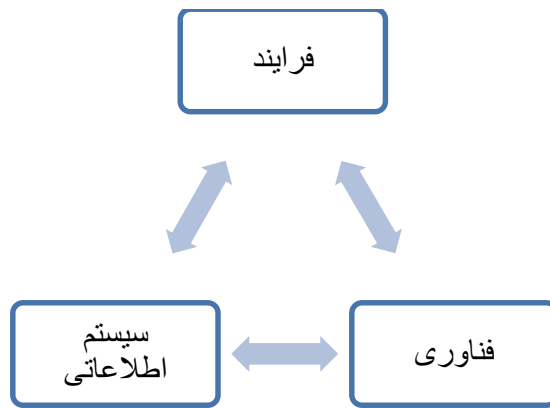 فرایند
فناوری
سیستم
اطلاعاتی